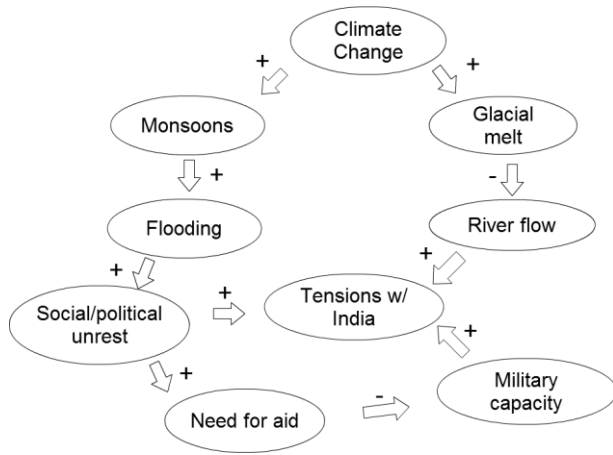 Climate
Change
+
+
Monsoons
Glacial
melt
+
-
Flooding
River flow
+
+
Social/political
unrest
+
Tensions w/
India
+
+
Need for aid
-
Military
capacity